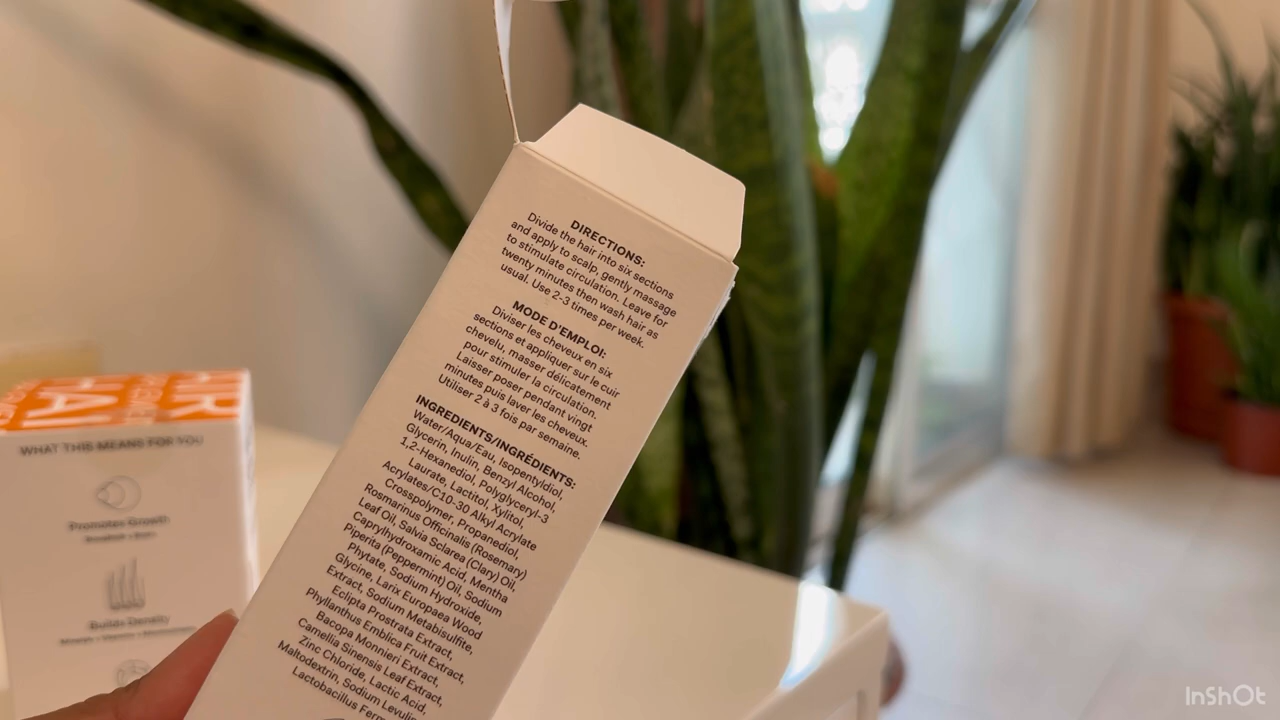 DIRECTIONS:
Divide the hair into six sections
and apply to scalp, gently massage
to stimulate circulation. Leave for
twenty minutes then wash hair as
usual. Use 2-3 times per week.
MODE D'EMPLOI:
Diviser les cheveux en six
sections et appliquer sur le cuir
chevelu, masser délicatement
pour stimuler la circulation.
Laisser poser pendant vingt
minutes puis laver les cheveux.
Utiliser 2 à 3 fois par semaine.
INGREDIENTS/INGRÉDIENTS:
Water/Aqua/Eau, Isopentyldiol,
Glycerin, Inulin, Benzyl Alcohol,
1,2-Hexanediol, Polyglyceryl-3
Laurate, Lactitol, Xylitol,
Acrylates/C10-30 Alkyl Acrylate
Crosspolymer, Propanediol,
Rosmarinus Officinalis (Rosemary)
Leaf Oil, Salvia Sclarea (Clary) Oil,
Caprylhydroxamic Acid, Mentha
Piperita (Peppermint) Oil, Sodium
Phytate, Sodium Hydroxide,
Glycine, Larix Europaea Wood
Extract, Sodium Metabisulfite,
Eclipta Prostrata Extract,
Phyllanthus Emblica Fruit Extract,
Bacopa Monnieri Extract,
Camellia Sinensis Leaf Extract,
Zinc Chloride, Lactic Acid,
Maltodextrin, Sodium Levulin
Lactobacillus Ferm
WHAT THIS MEANS FOR YOU
Promotes Growth
Builds Density
InShOt